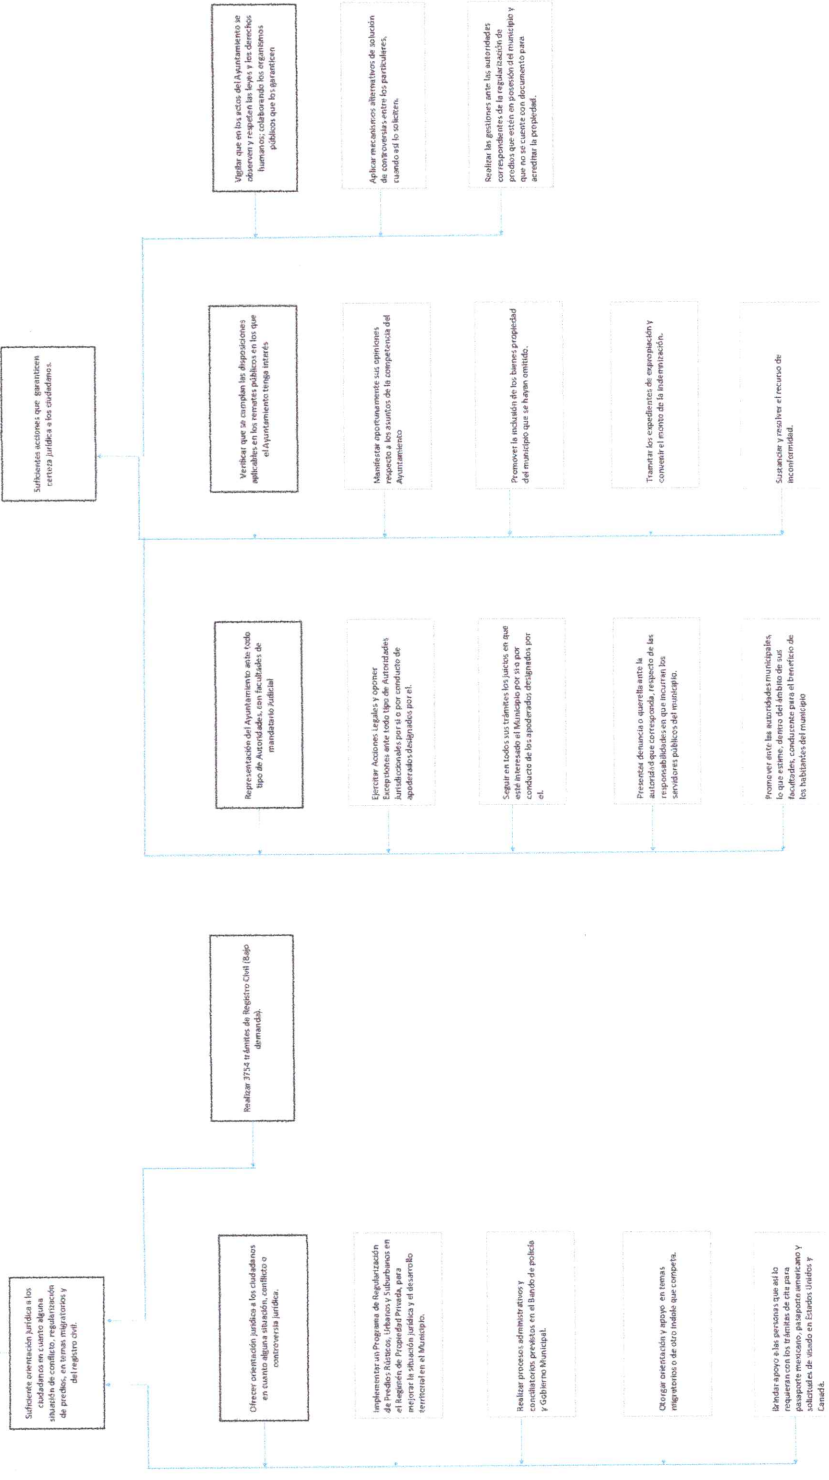 Suficiente orientación jurídica a los
ciudadanos en cuanto alguna
situación de conflicto, regularización
de predios, en temas migratorios y
del registro civil.
Ofrecer orientación jurídica a los ciudadanos
en cuanto alguna situación, conflicto o
controversia jurídica.
Implementar un Programa de Regularización
de Predios Rústicos, Urbanos y Suburbanos en
el Regimén de Propiedad Privada, para
mejorar la situación jurídica y el desarrollo
territorial en el Municipio.
Realizar procesos administrativos y
conciliatorios previstos en el Bando de policía
y Gobierno Municipal.
Otorgar orientación y apoyo en temas
migratorios o de otro índole que competa.
Brindar apoyo a las personas que así lo
requieran con los trámites de cita para
pasaporte mexicano, pasaporte americano y
solicitudes de visado en Estados Unidos y
Canadá.
Realizar 3754 trámites de Registro Civil (Bajo
demanda).
Suficientes acciones que garanticen
certeza jurídica a los ciudadanos.
Representación del Ayuntamiento ante todo
tipo de Autoridades, con facultades de
mandatario Judicial
Ejercitar Acciones Legales y oponer
Excepciones ante todo tipo de Autoridades
Jurisdiccionales por si o por conducto de
apoderados designados por el.
Seguir en todos sus trámites los juicios en que
esté interesado el Municipio por si o por
conducto de los apoderados designados por
el.
Presentar denuncia o querella ante la
autoridad que corresponda, respecto de las
responsabilidades en que incurran los
servidores públicos del municipio.
Promover ante las autoridades municipales,
lo que estime, dentro del ámbito de sus
facultades, conducente para el beneficio de
los habitantes del municipio
Verificar que se cumplan las disposiciones
aplicables en los remates públicos en los que
el Ayuntamiento tenga interés
Manifestar oportunamente sus opiniones
respecto a los asuntos de la competencia del
Ayuntamiento
Promover la inclusión de los bienes propiedad
del municipio que se hayan omitido.
Tramitar los expedientes de expropiación y
convenir el monto de la indemnización.
Sustanciar y resolver el recurso de
inconformidad.
Vigilar que en los actos del Ayuntamiento se
observen y respeten las leyes y los derechos
humanos; colaborando los organismos
públicos que los garanticen
Aplicar mecanismos alternativos de solución
de controversias entre los particulares,
cuando así lo soliciten.
Realizar las gestiones ante las autoridades
correspondientes de la regularización de
predios que estén en posesión del municipio y
que no se cuente con documento para
acreditar la propiedad.